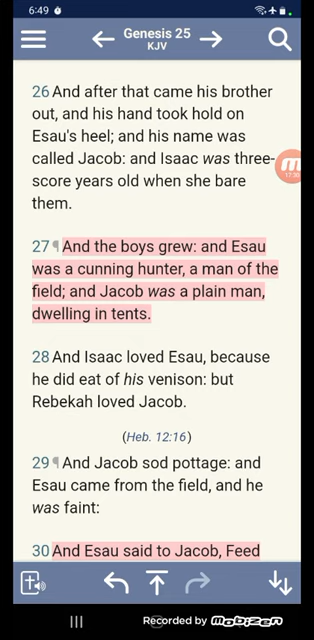 6:49
Genesis 25
KJV
26 And after that came his brother
out, and his hand took hold on
Esau's heel; and his name was
called Jacob: and Isaac was three-
score years old when she bare
them.
27 ¶ And the boys grew: and Esau
was a cunning hunter, a man of the
field; and Jacob was a plain man,
dwelling in tents.
28 And Isaac loved Esau, because
he did eat of his venison: but
Rebekah loved Jacob.
(Heb. 12:16)
29 ¶ And Jacob sod pottage: and
Esau came from the field, and he
was faint:
30 And Esau said to Jacob, Feed
Recorded by Mobizen